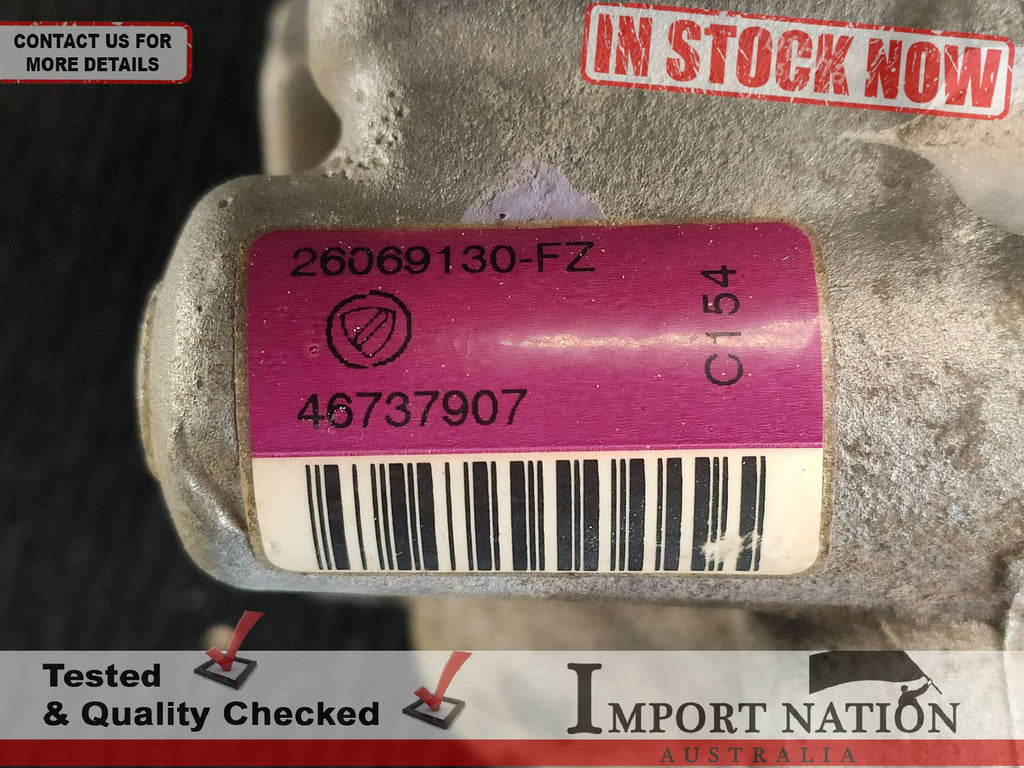 CONTACT US FOR
MORE DETAILS
IN STOCK NOW
26069130-FZ
C154
46737907
Tested
& Quality Checked
IMPORT NATION
AUSTRALIA